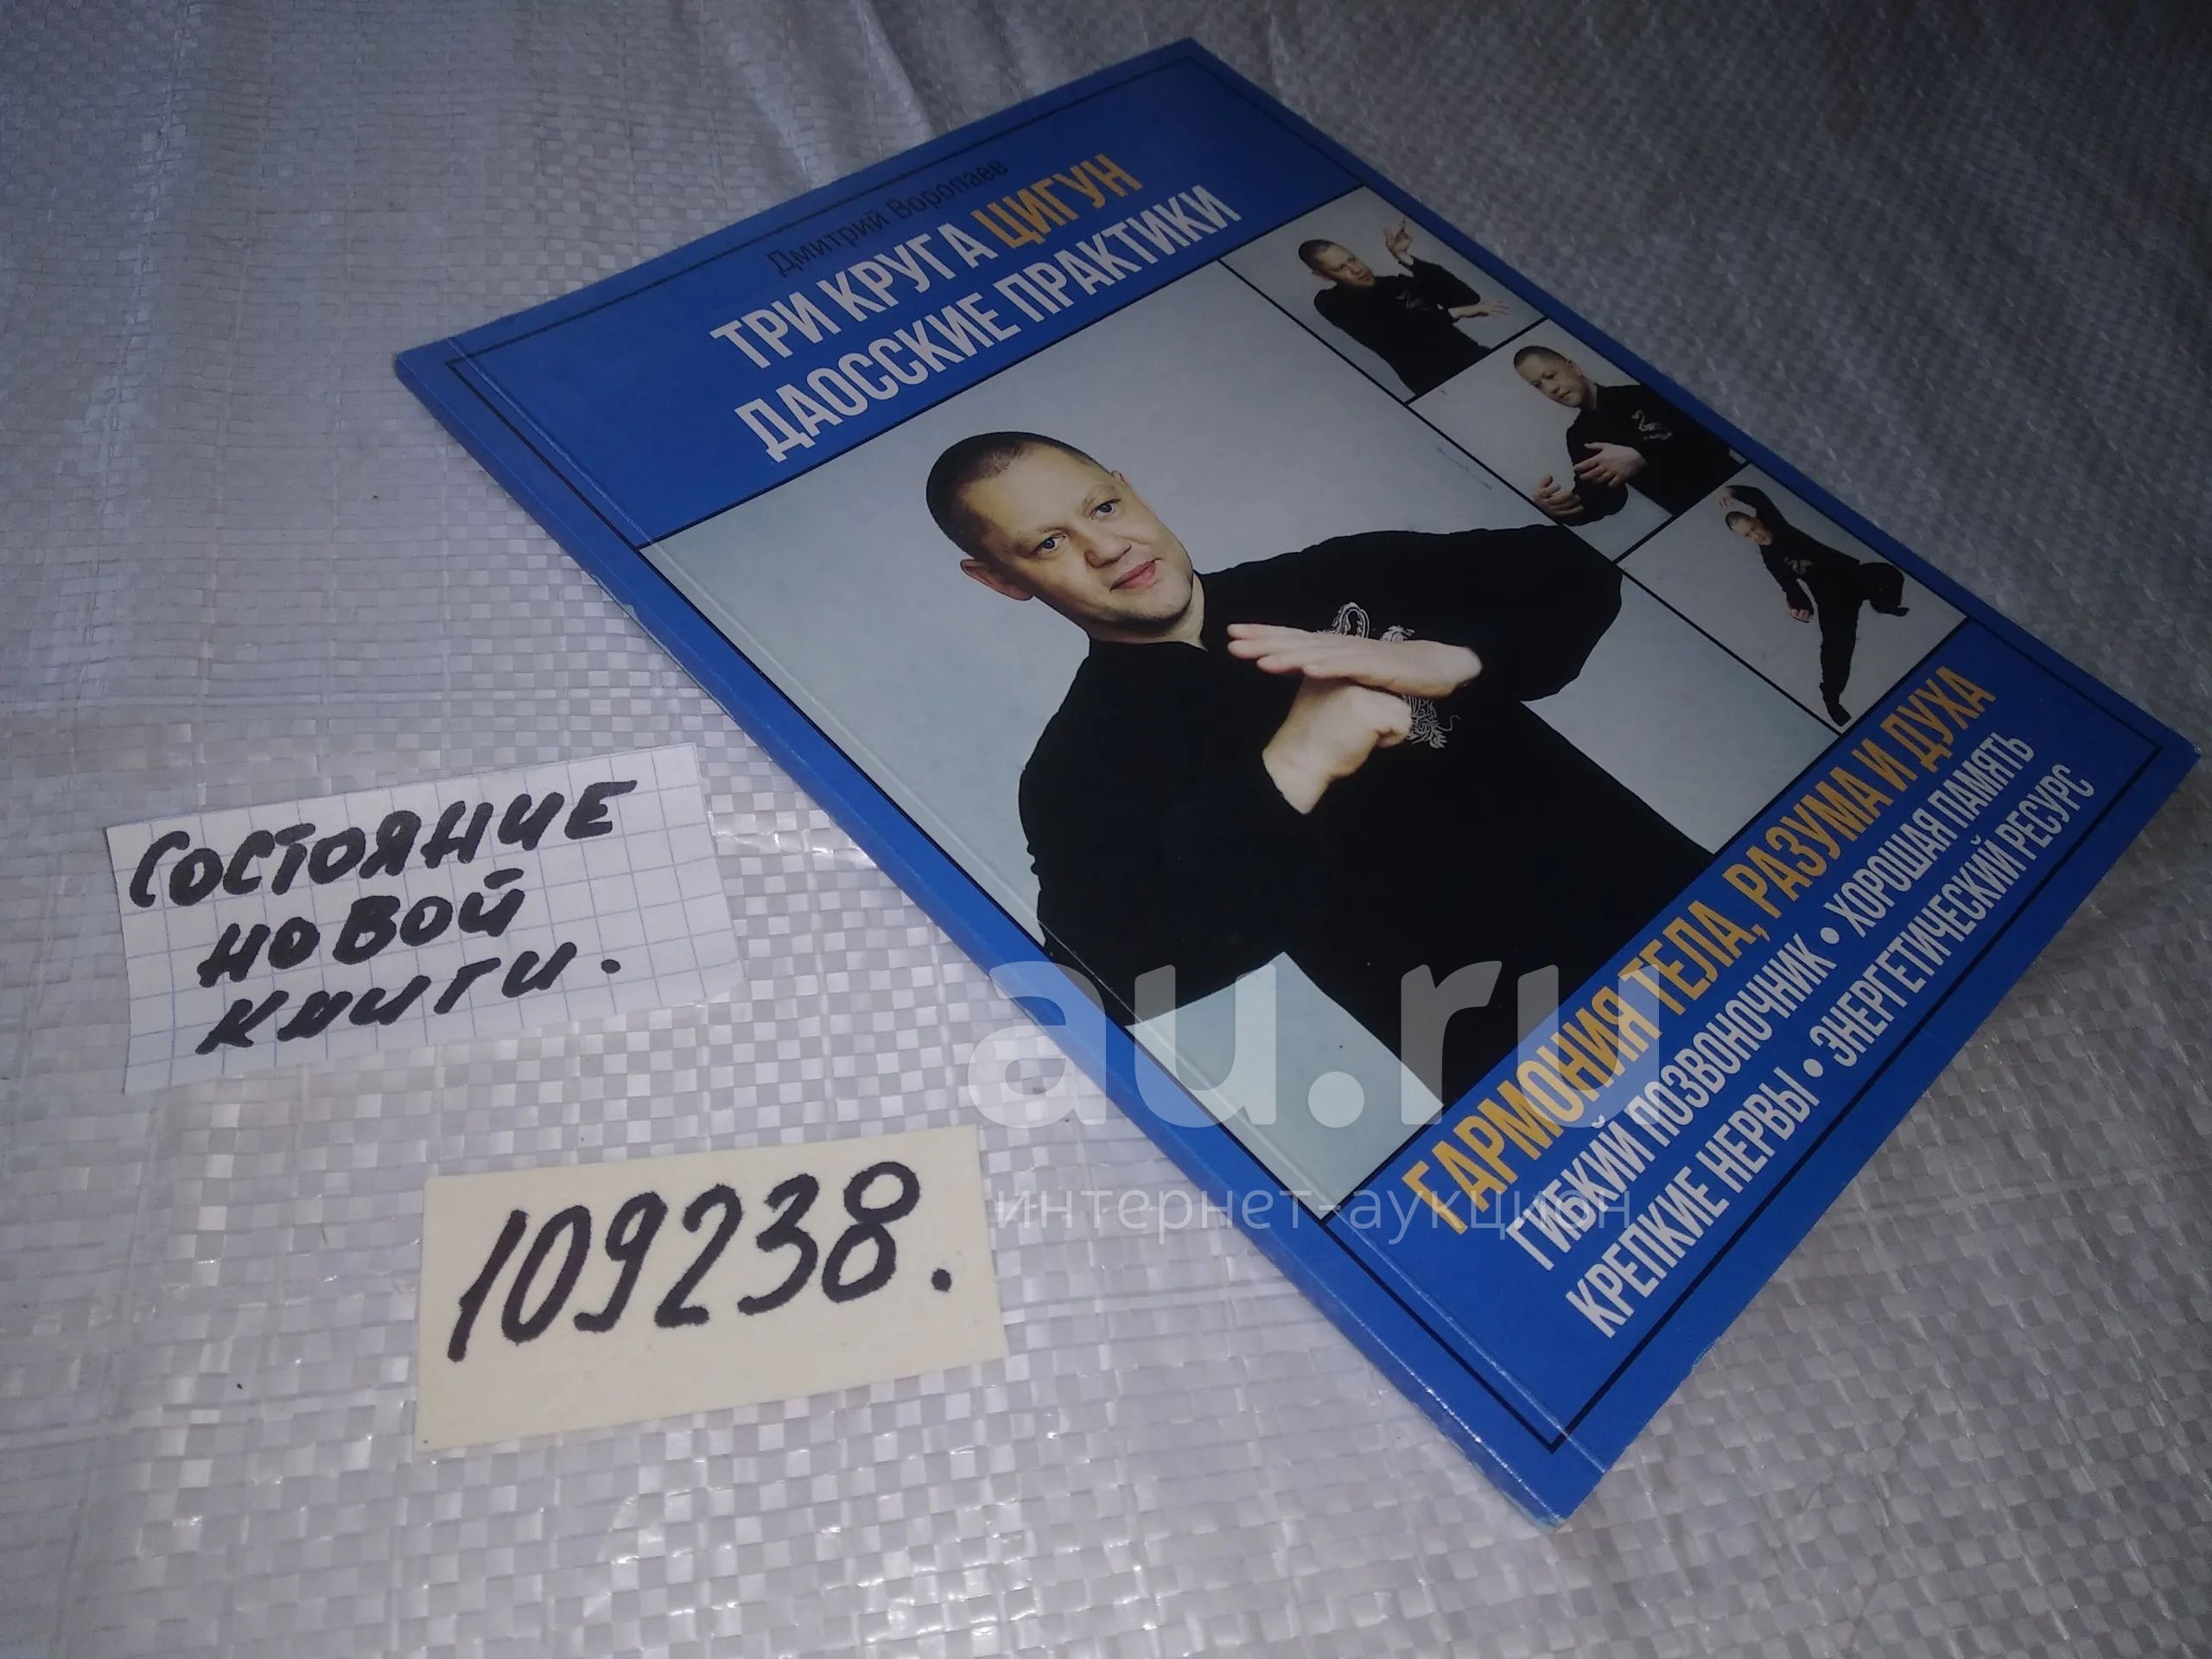 Дмитрий Воропаев
ТРИ КРУГА ЦИГУН
ДАОССКИЕ ПРАКТИКИ
ГАРМОНИЯ ТЕЛА, РАЗУМА И ДУХА
ГИБКИЙ ПОЗВОНОЧНИК • ХОРОШАЯ ПАМЯТЬ
КРЕПКИЕ НЕРВЫ • ЭНЕРГЕТИЧЕСКИЙ РЕСУРС
СОСТОЯНИЕ
НОВОЙ
КНИГИ.
109238.
au.ru
интернет-аукцион